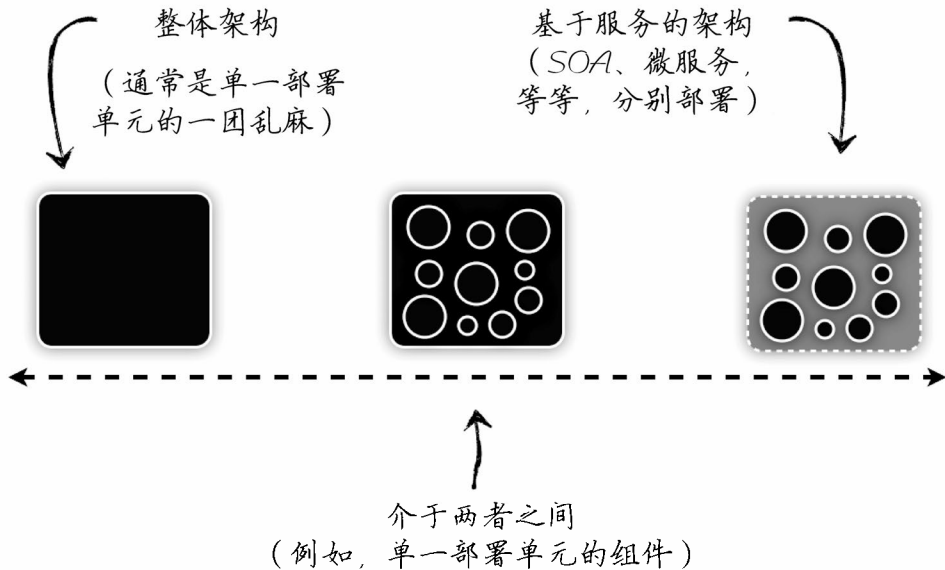 整体架构
（通常是单一部署
单元的一团乱麻）
基于服务的架构
（SOA、微服务，
等等，分别部署）
介于两者之间
（例如，单一部署单元的组件）